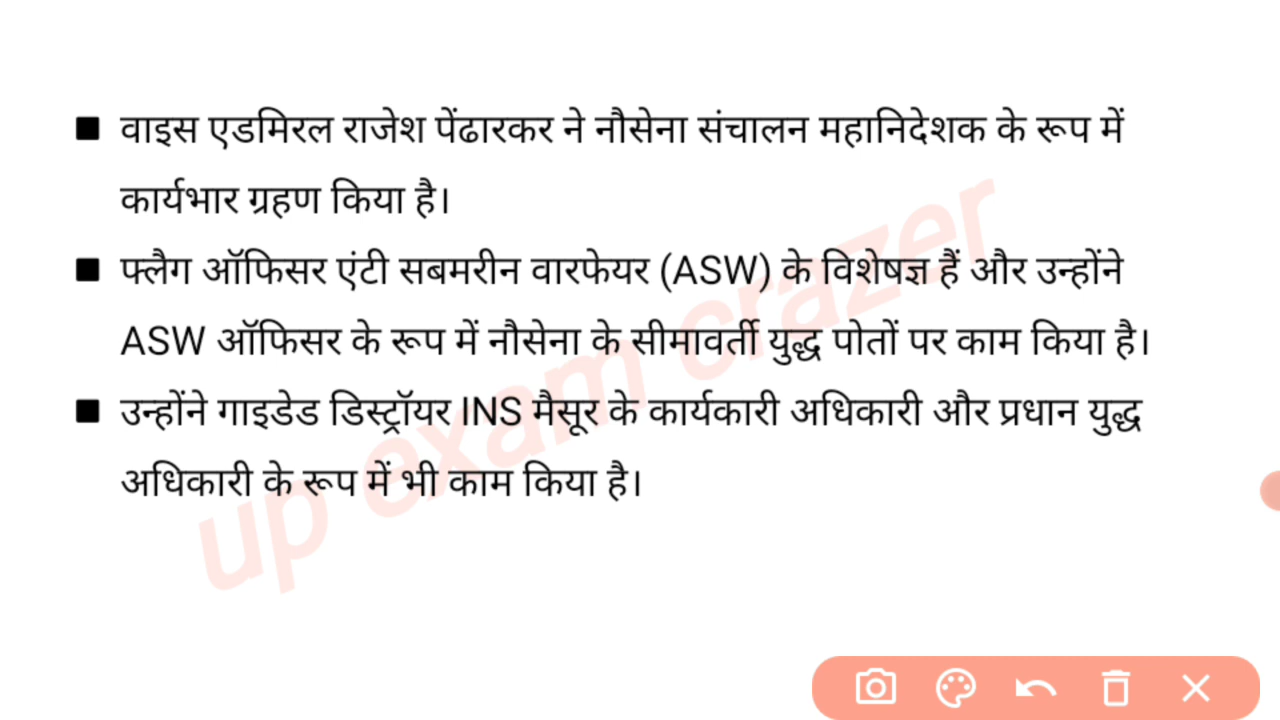 ■ वाइस एडमिरल राजेश पेंढारकर ने नौसेना संचालन महानिदेशक के रूप में
कार्यभार ग्रहण किया है।
■ फ्लैग ऑफिसर एंटी सबमरीन वारफेयर (ASW) के विशेषज्ञ हैं और उन्होंने
ASW ऑफिसर के रूप में नौसेना के सीमावर्ती युद्ध पोतों पर काम किया है।
■ उन्होंने गाइडेड डिस्ट्रॉयर INS मैसूर के कार्यकारी अधिकारी और प्रधान युद्ध
अधिकारी के रूप में भी काम किया है।
up exam crazer